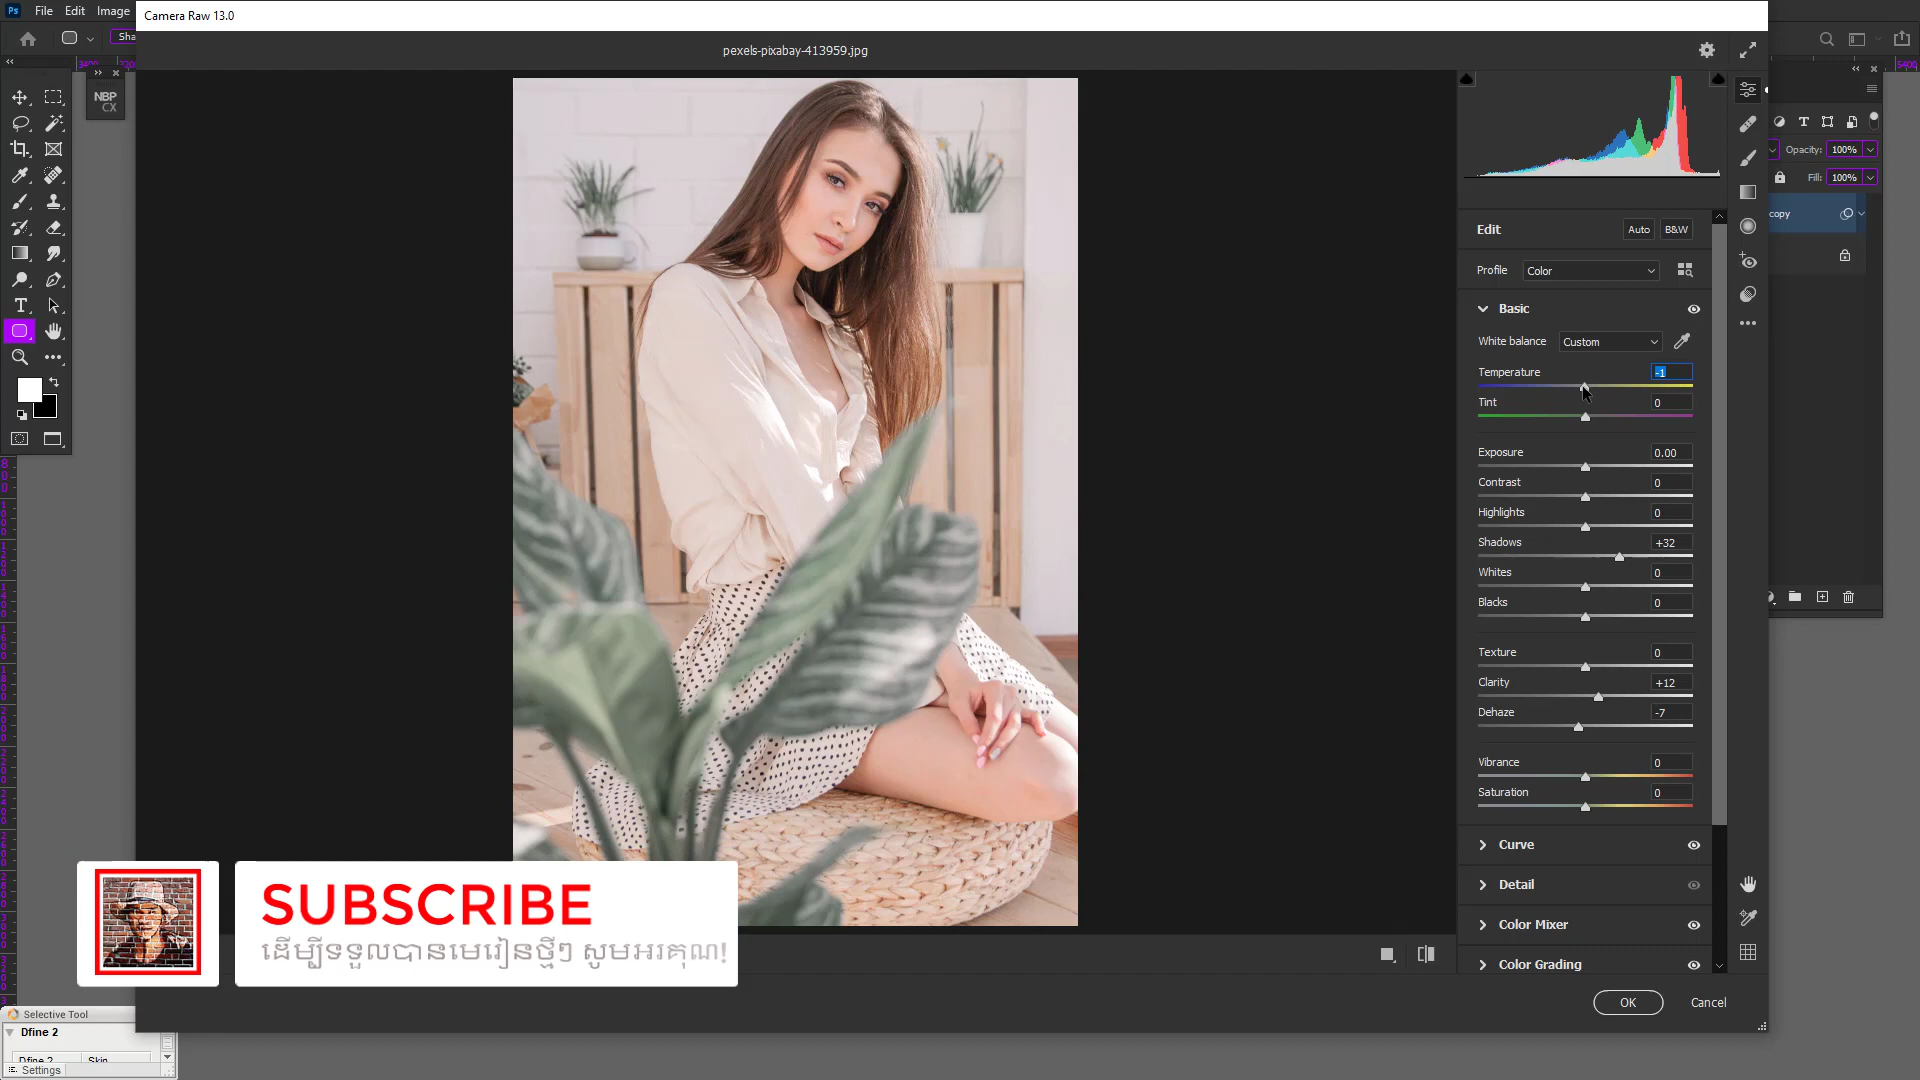 Camera Raw 13.0
Ps File Edit Image
Sha
pexels-pixabay-413959.jpg
NBP
CX
Opacity: 100%
Fill: 100%
copy
Edit Auto B&W
Profile Color
Basic
White balance Custom
Temperature -1
Tint 0
Exposure 0.00
Contrast 0
Highlights 0
Shadows +32
Whites 0
Blacks 0
Texture 0
Clarity +12
Dehaze -7
Vibrance 0
Saturation 0
Curve
Detail
Color Mixer
Color Grading
OK Cancel
SUBSCRIBE
ដើម្បីទទួលបានមេរៀនថ្មីៗ សូមអរគុណ!
Selective Tool
Dfine 2
Dfine 2 Skin
Settings